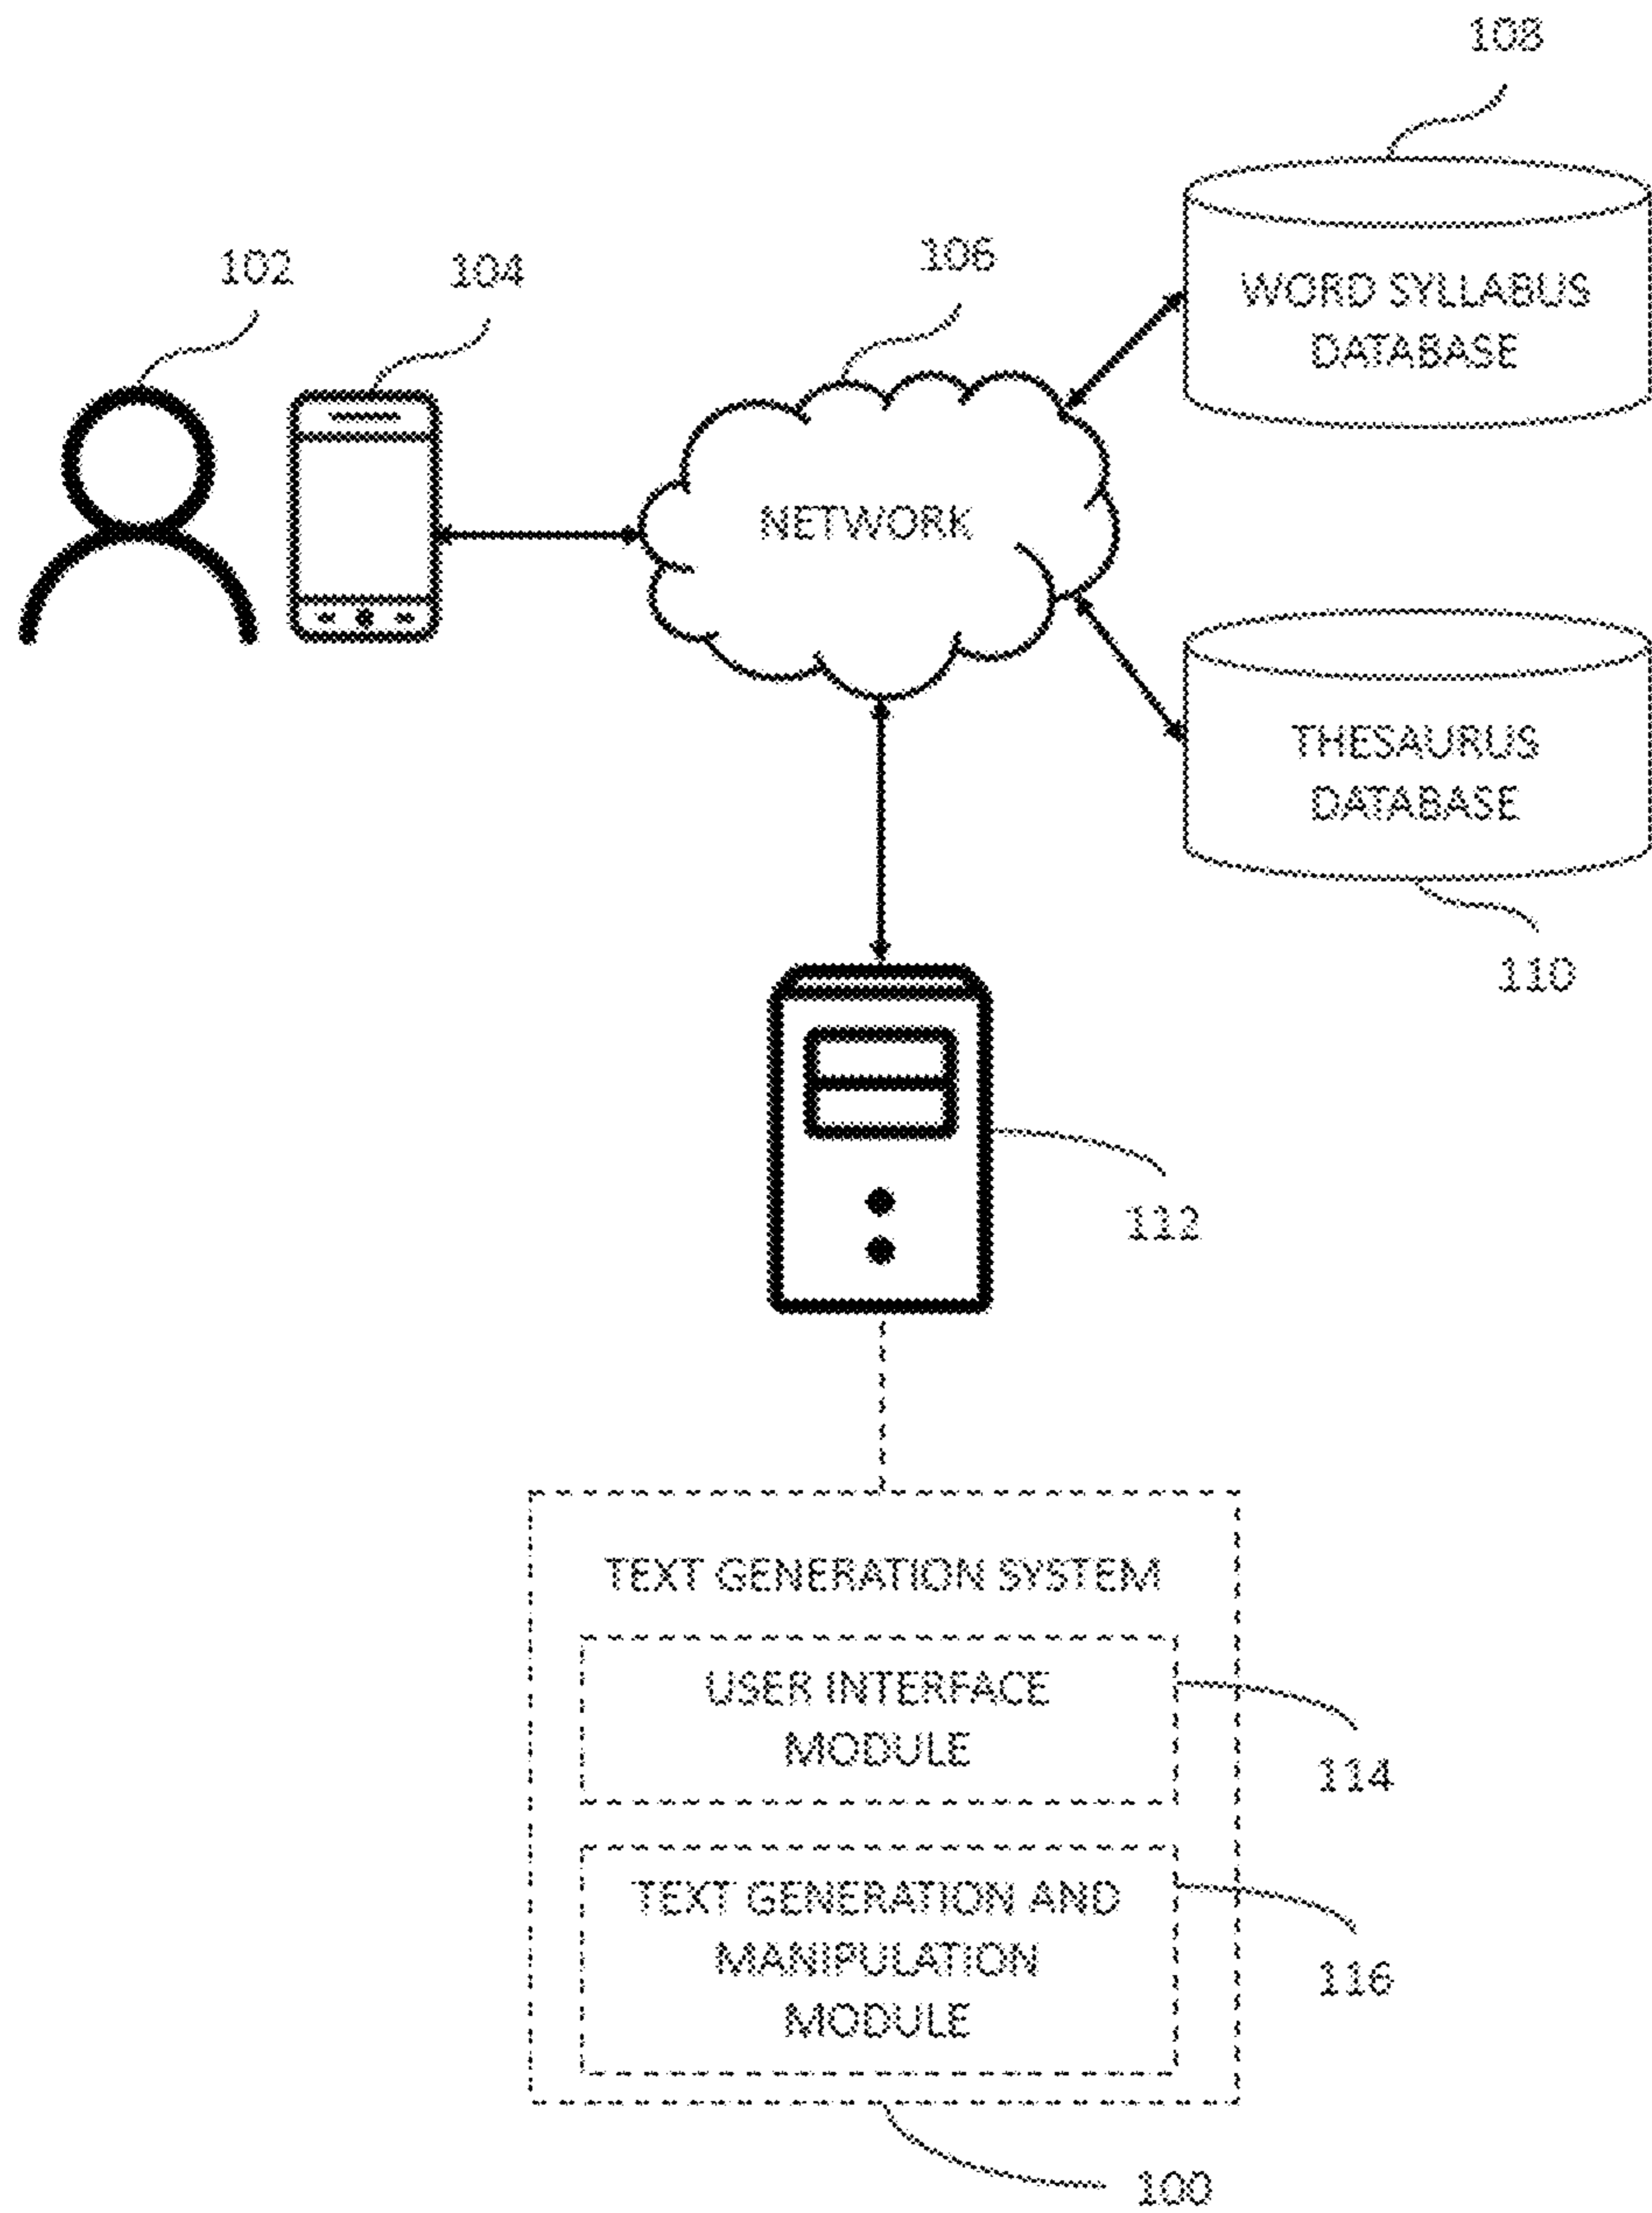 108
102
104
106
WORD SYLLABUS
DATABASE
NETWORK
THESAURUS
DATABASE
110
112
TEXT GENERATION SYSTEM
USER INTERFACE
MODULE
114
TEXT GENERATION AND
MANIPULATION
MODULE
116
100